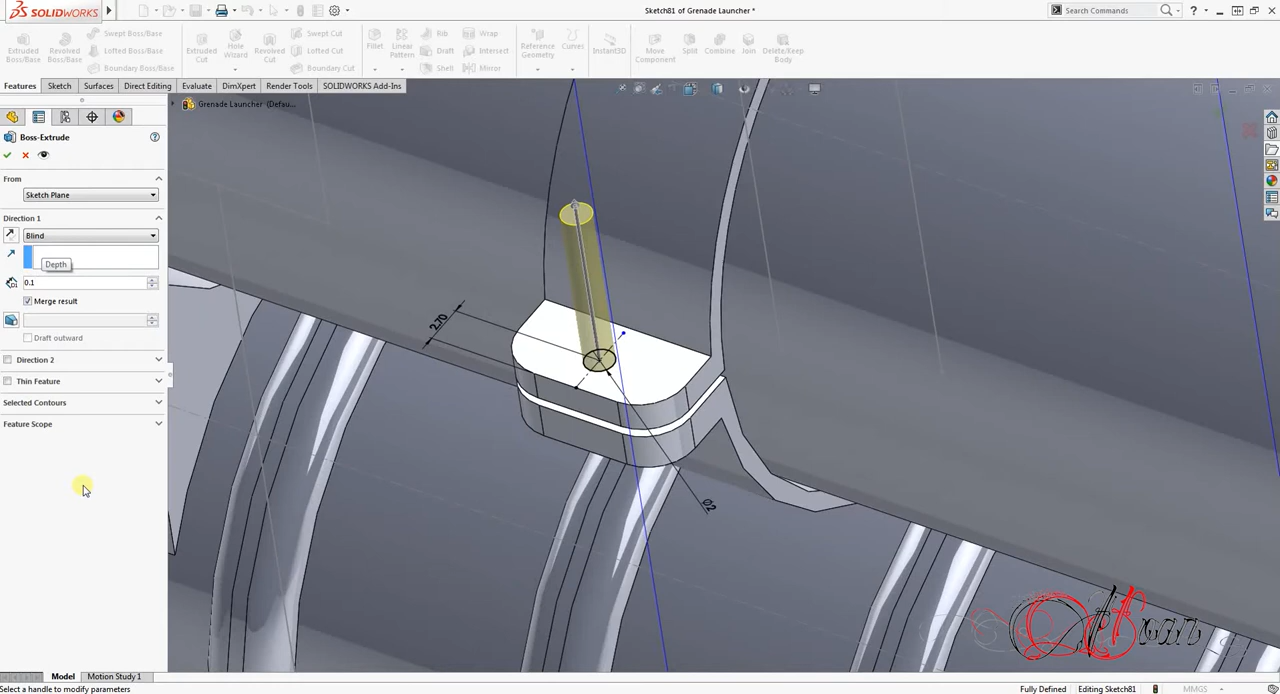 SOLIDWORKS
Sketch81 of Grenade Launcher *
Search Commands
Extruded Boss/Base
Revolved Boss/Base
Swept Boss/Base
Lofted Boss/Base
Boundary Boss/Base
Extruded Cut
Hole Wizard
Revolved Cut
Swept Cut
Lofted Cut
Boundary Cut
Fillet
Linear Pattern
Rib
Draft
Shell
Wrap
Intersect
Mirror
Reference Geometry
Curves
Instant3D
Move Component
Split
Combine
Join
Delete/Keep Body
Features
Sketch
Surfaces
Evaluate
Direct Editing
DimXpert
Render Tools
SOLIDWORKS Add-Ins
Grenade Launcher (Defau...
Boss-Extrude
From
Sketch Plane
Direction 1
Blind
Depth
0.1
Merge result
Draft outward
Direction 2
Thin Feature
Selected Contours
Feature Scope
2.70
Ø2
Model
Motion Study 1
Select a handle to modify parameters
Fully Defined
Editing Sketch81
MMGS